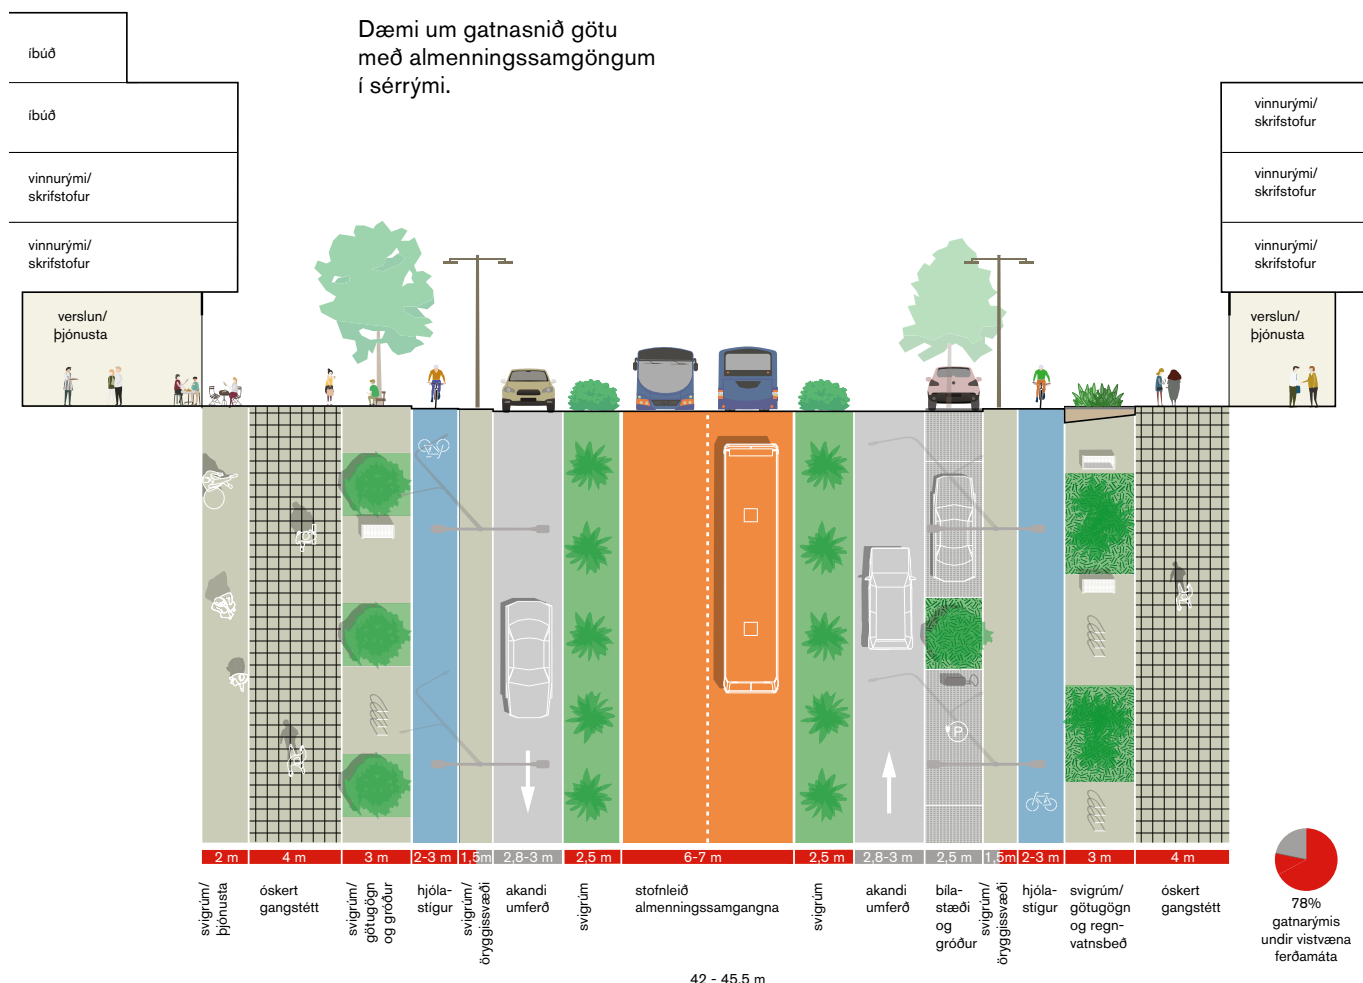 Dæmi um gatnasnið götu
með almenningssamgöngum
í sérrými.
íbúð
íbúð
vinnurými/
skrifstofur
vinnurými/
skrifstofur
verslun/
þjónusta
vinnurými/
skrifstofur
vinnurými/
skrifstofur
vinnurými/
skrifstofur
verslun/
þjónusta
P
2 m
4 m
3 m
2-3 m
1,5m
2,8-3 m
2,5 m
6-7 m
2,5 m
2,8-3 m
2,5 m
1,5m
2-3 m
3 m
4 m
svigrúm/
þjónusta
óskert
gangstétt
svigrúm/
götugögn
og gróður
hjóla-
stígur
svigrúm/
öryggissvæði
akandi
umferð
svigrúm
stofnleið
almenningssamgangna
svigrúm
akandi
umferð
bíla-
stæði
og
gróður
svigrúm/
öryggissvæði
hjóla-
stígur
svigrúm/
götugögn
og regn-
vatnsbeð
óskert
gangstétt
78%
gatnarýmis
undir vistvæna
ferðamáta
42 - 45,5 m